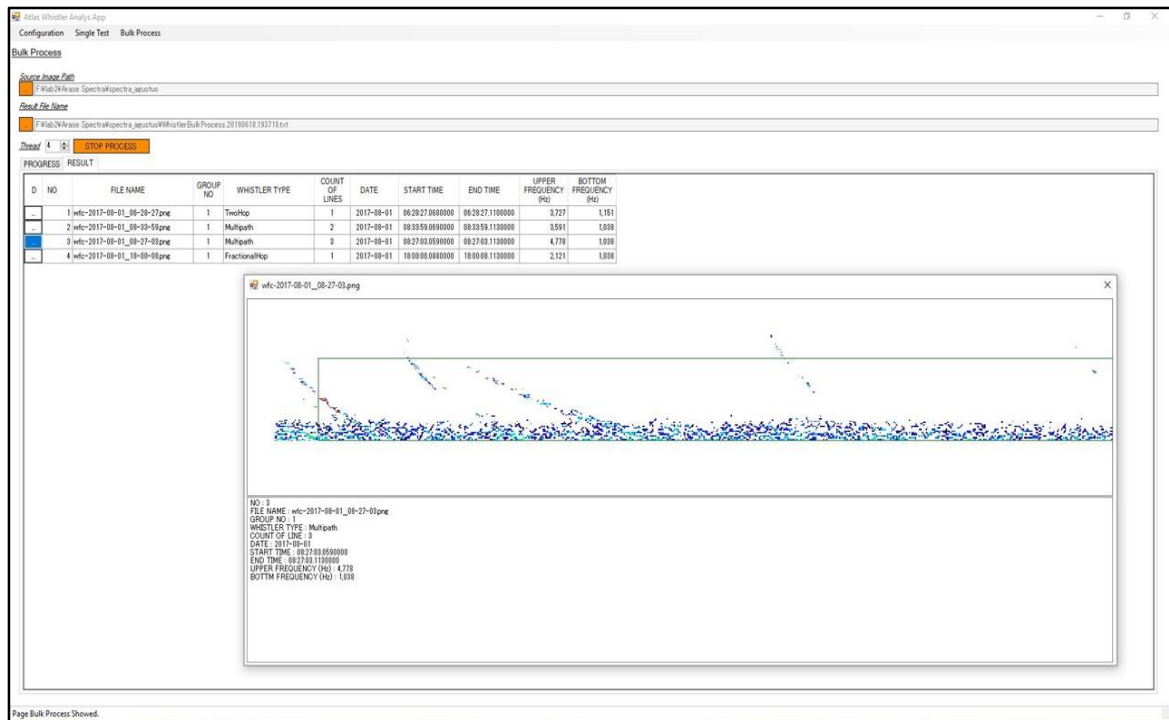 Atlas Whistler Analys App
Configuration Single Test Bulk Process
Bulk Process
Source Image Path
... F:¥lab2¥Arase Spectra¥spectra_agustus
Result File Name
... F:¥lab2¥Arase Spectra¥spectra_agustus¥WhistlerBulkProcess.20190618.193718.txt
Thread 4 STOP PROCESS
PROGRESS RESULT
D NO FILE NAME GROUP NO WHISTLER TYPE COUNT OF LINES DATE START TIME END TIME UPPER FREQUENCY (Hz) BOTTOM FREQUENCY (Hz)
... 1 wfc-2017-08-01__06-28-27.png 1 TwoHop 1 2017-08-01 06:28:27.0680000 06:28:27.1100000 3,727 1,151
... 2 wfc-2017-08-01__08-33-59.png 1 Multipath 2 2017-08-01 08:33:59.0690000 08:33:59.1130000 3,591 1,038
... 3 wfc-2017-08-01__08-27-03.png 1 Multipath 3 2017-08-01 08:27:03.0590000 08:27:03.1130000 4,778 1,038
... 4 wfc-2017-08-01__18-00-08.png 1 FractionalHop 1 2017-08-01 18:00:08.0880000 18:00:08.1130000 2,121 1,038
wfc-2017-08-01__08-27-03.png
NO : 3
FILE NAME : wfc-2017-08-01__08-27-03.png
GROUP NO : 1
WHISTLER TYPE : Multipath
COUNT OF LINE : 3
DATE : 2017-08-01
START TIME : 08:27:03.0590000
END TIME : 08:27:03.1130000
UPPER FREQUENCY (Hz) : 4,778
BOTTM FREQUENCY (Hz) : 1,038
Page Bulk Process Showed.